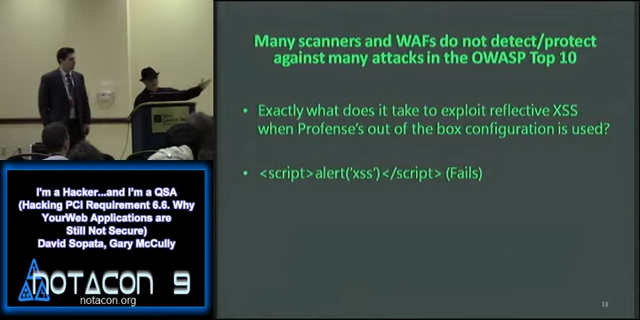 Many scanners and WAFs do not detect/protect
against many attacks in the OWASP Top 10
• Exactly what does it take to exploit reflective XSS
when Profense's out of the box configuration is used?
• <script>alert('xss')</script> (Fails)
18
I'm a Hacker...and I'm a QSA
(Hacking PCI Requirement 6.6. Why
YourWeb Applications are
Still Not Secure)
David Sopata, Gary McCully
NOTACON 9
notacon.org